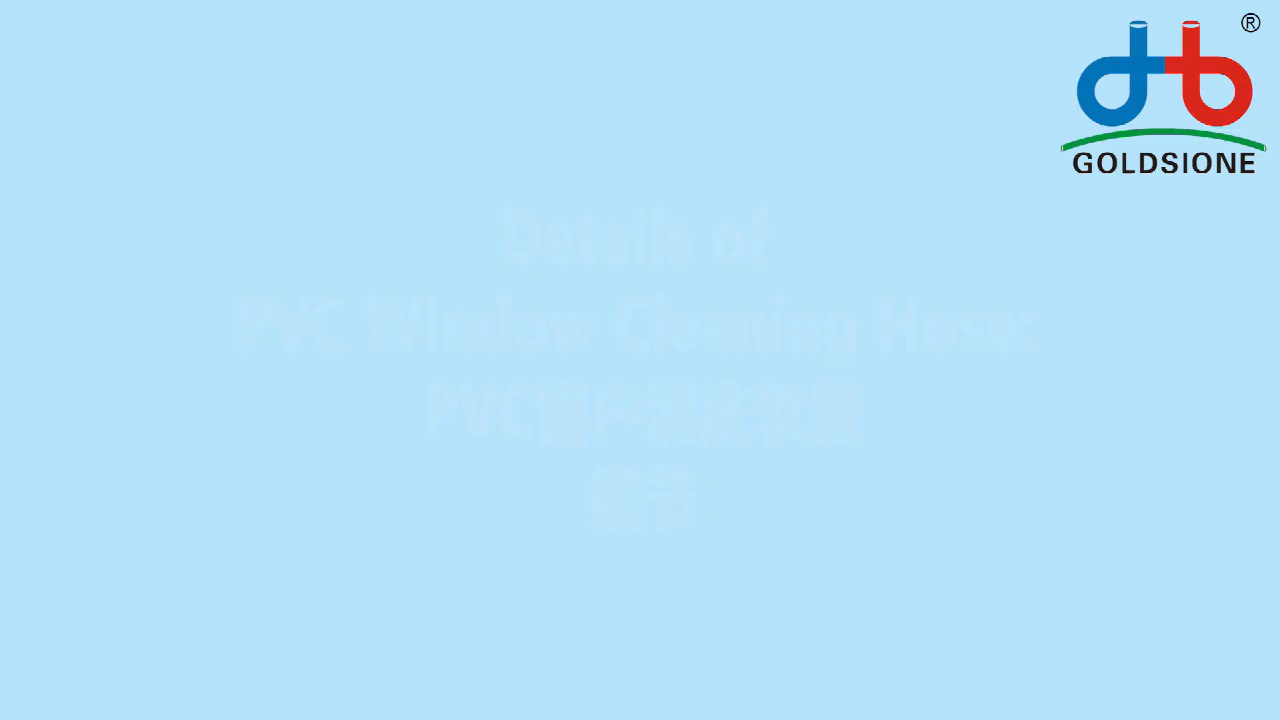 ®
GOLDSIONE
Details of
PVC Window Cleaning Hose:
PVC窗户清洗软管
细节